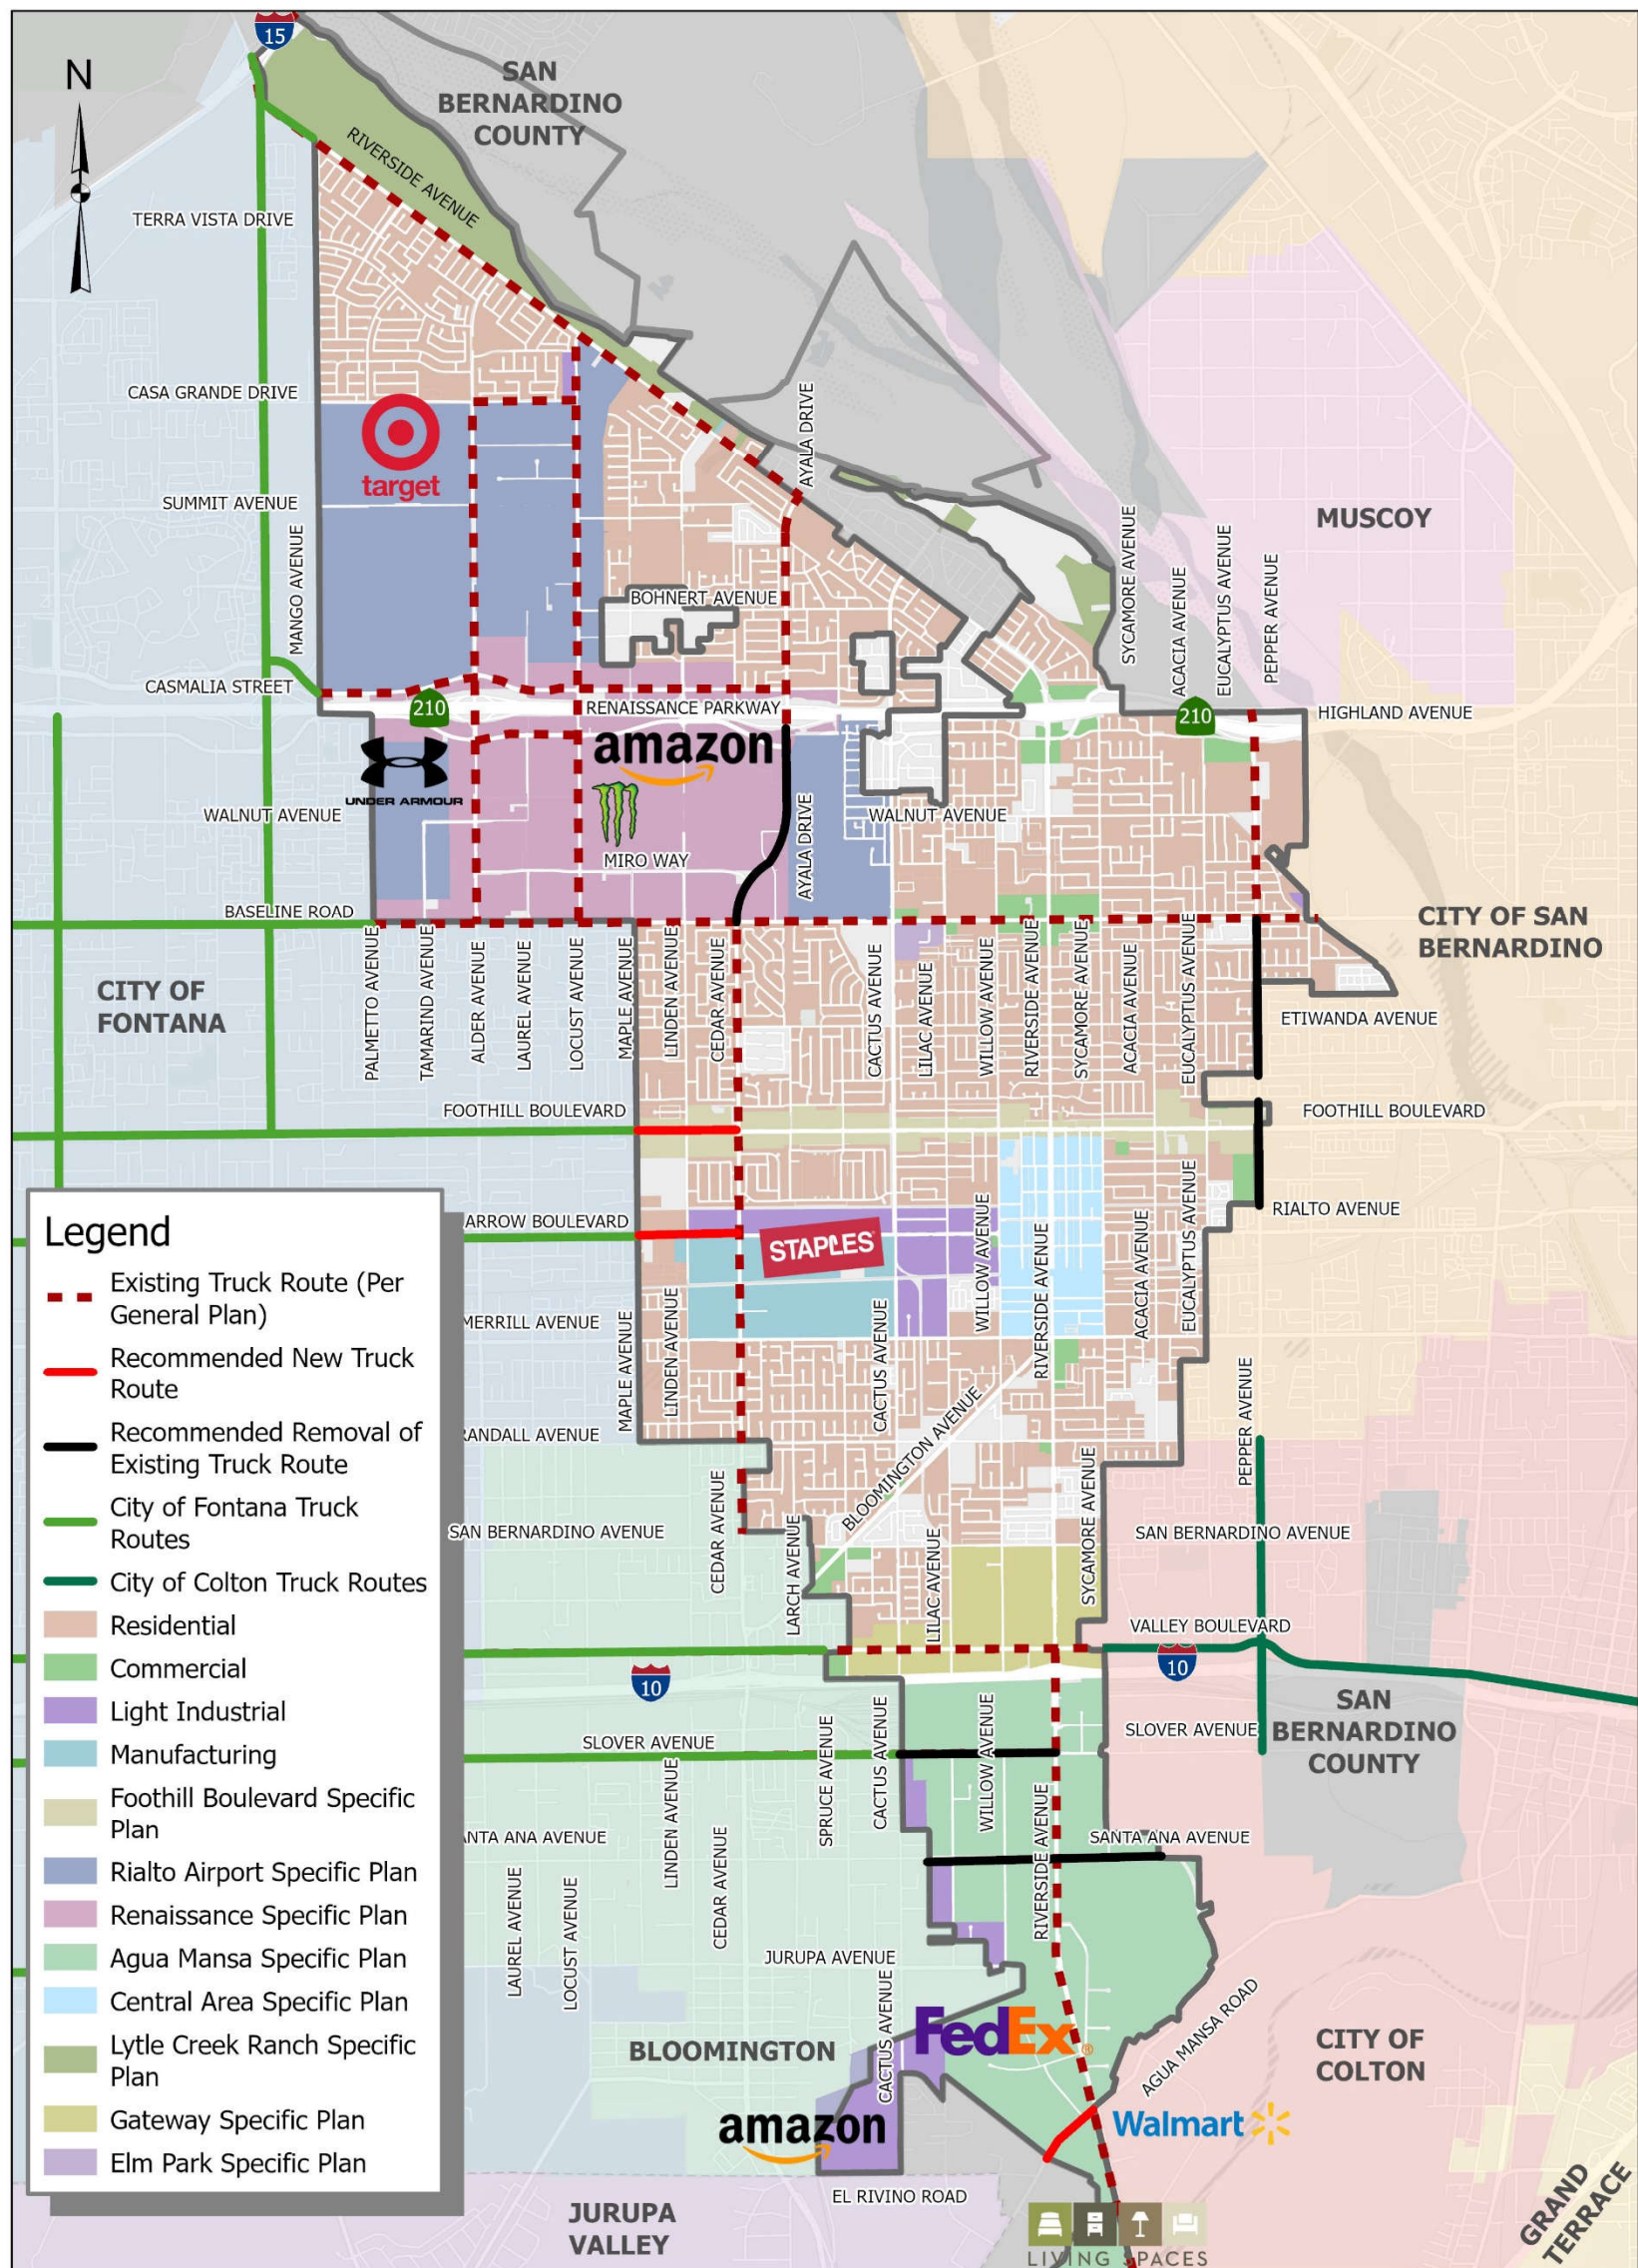 15
N
SAN
BERNARDINO
COUNTY
RIVERSIDE AVENUE
TERRA VISTA DRIVE
CASA GRANDE DRIVE
target
AYALA DRIVE
SUMMIT AVENUE
MANGO AVENUE
MUSCOY
SYCAMORE AVENUE
ACACIA AVENUE
EUCALYPTUS AVENUE
PEPPER AVENUE
BOHNERT AVENUE
CASMALIA STREET
210
RENAISSANCE PARKWAY
210
HIGHLAND AVENUE
amazon
UNDER ARMOUR
WALNUT AVENUE
AYALA DRIVE
WALNUT AVENUE
MIRO WAY
BASELINE ROAD
CITY OF SAN
BERNARDINO
CITY OF
FONTANA
PALMETTO AVENUE
TAMARIND AVENUE
ALDER AVENUE
LAUREL AVENUE
LOCUST AVENUE
MAPLE AVENUE
LINDEN AVENUE
CEDAR AVENUE
CACTUS AVENUE
LILAC AVENUE
WILLOW AVENUE
RIVERSIDE AVENUE
SYCAMORE AVENUE
ACACIA AVENUE
EUCALYPTUS AVENUE
ETIWANDA AVENUE
FOOTHILL BOULEVARD
FOOTHILL BOULEVARD
RIALTO AVENUE
ARROW BOULEVARD
STAPLES
WILLOW AVENUE
RIVERSIDE AVENUE
ACACIA AVENUE
EUCALYPTUS AVENUE
MERRILL AVENUE
MAPLE AVENUE
LINDEN AVENUE
CACTUS AVENUE
PEPPER AVENUE
RANDALL AVENUE
BLOOMINGTON AVENUE
SAN BERNARDINO AVENUE
CEDAR AVENUE
LARCH AVENUE
LILAC AVENUE
SYCAMORE AVENUE
SAN BERNARDINO AVENUE
VALLEY BOULEVARD
10
10
SAN
BERNARDINO
COUNTY
SLOVER AVENUE
SLOVER AVENUE
LINDEN AVENUE
SPRUCE AVENUE
CACTUS AVENUE
WILLOW AVENUE
RIVERSIDE AVENUE
ANTA ANA AVENUE
SANTA ANA AVENUE
LAUREL AVENUE
LOCUST AVENUE
CEDAR AVENUE
JURUPA AVENUE
CACTUS AVENUE
FedEx®
AGUA MANSA ROAD
BLOOMINGTON
CITY OF
COLTON
amazon
Walmart
EL RIVINO ROAD
JURUPA
VALLEY
LIVING SPACES
GRAND
TERRACE
Legend
Existing Truck Route (Per
General Plan)
Recommended New Truck
Route
Recommended Removal of
Existing Truck Route
City of Fontana Truck
Routes
City of Colton Truck Routes
Residential
Commercial
Light Industrial
Manufacturing
Foothill Boulevard Specific
Plan
Rialto Airport Specific Plan
Renaissance Specific Plan
Agua Mansa Specific Plan
Central Area Specific Plan
Lytle Creek Ranch Specific
Plan
Gateway Specific Plan
Elm Park Specific Plan